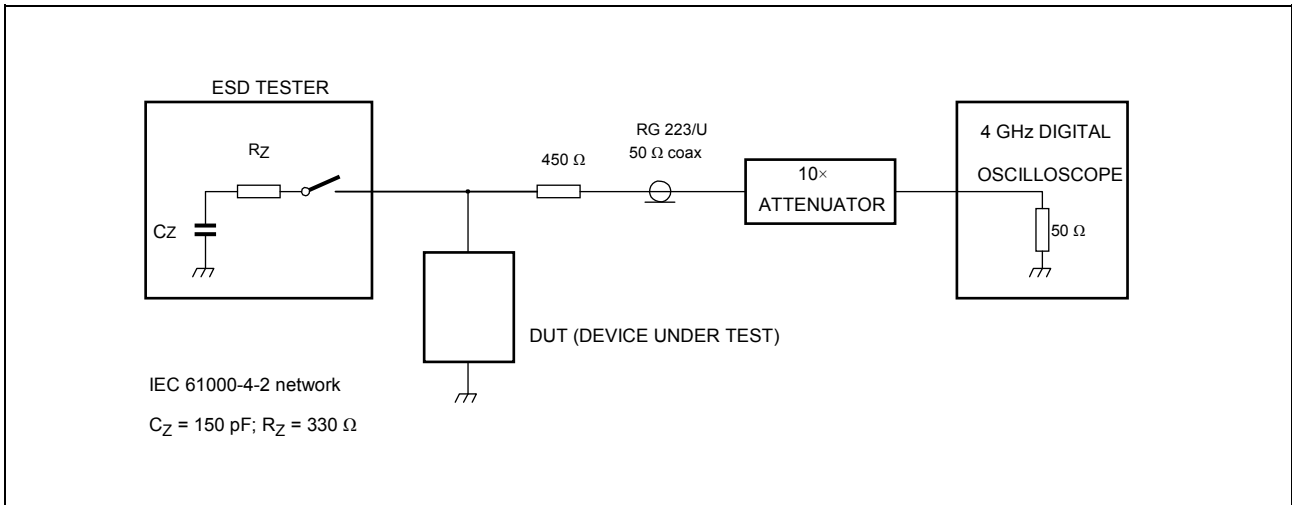 ESD TESTER
RZ
CZ
450 Ω
RG 223/U
50 Ω coax
10×
ATTENUATOR
4 GHz DIGITAL
OSCILLOSCOPE
50 Ω
DUT (DEVICE UNDER TEST)
IEC 61000-4-2 network
CZ = 150 pF; RZ = 330 Ω